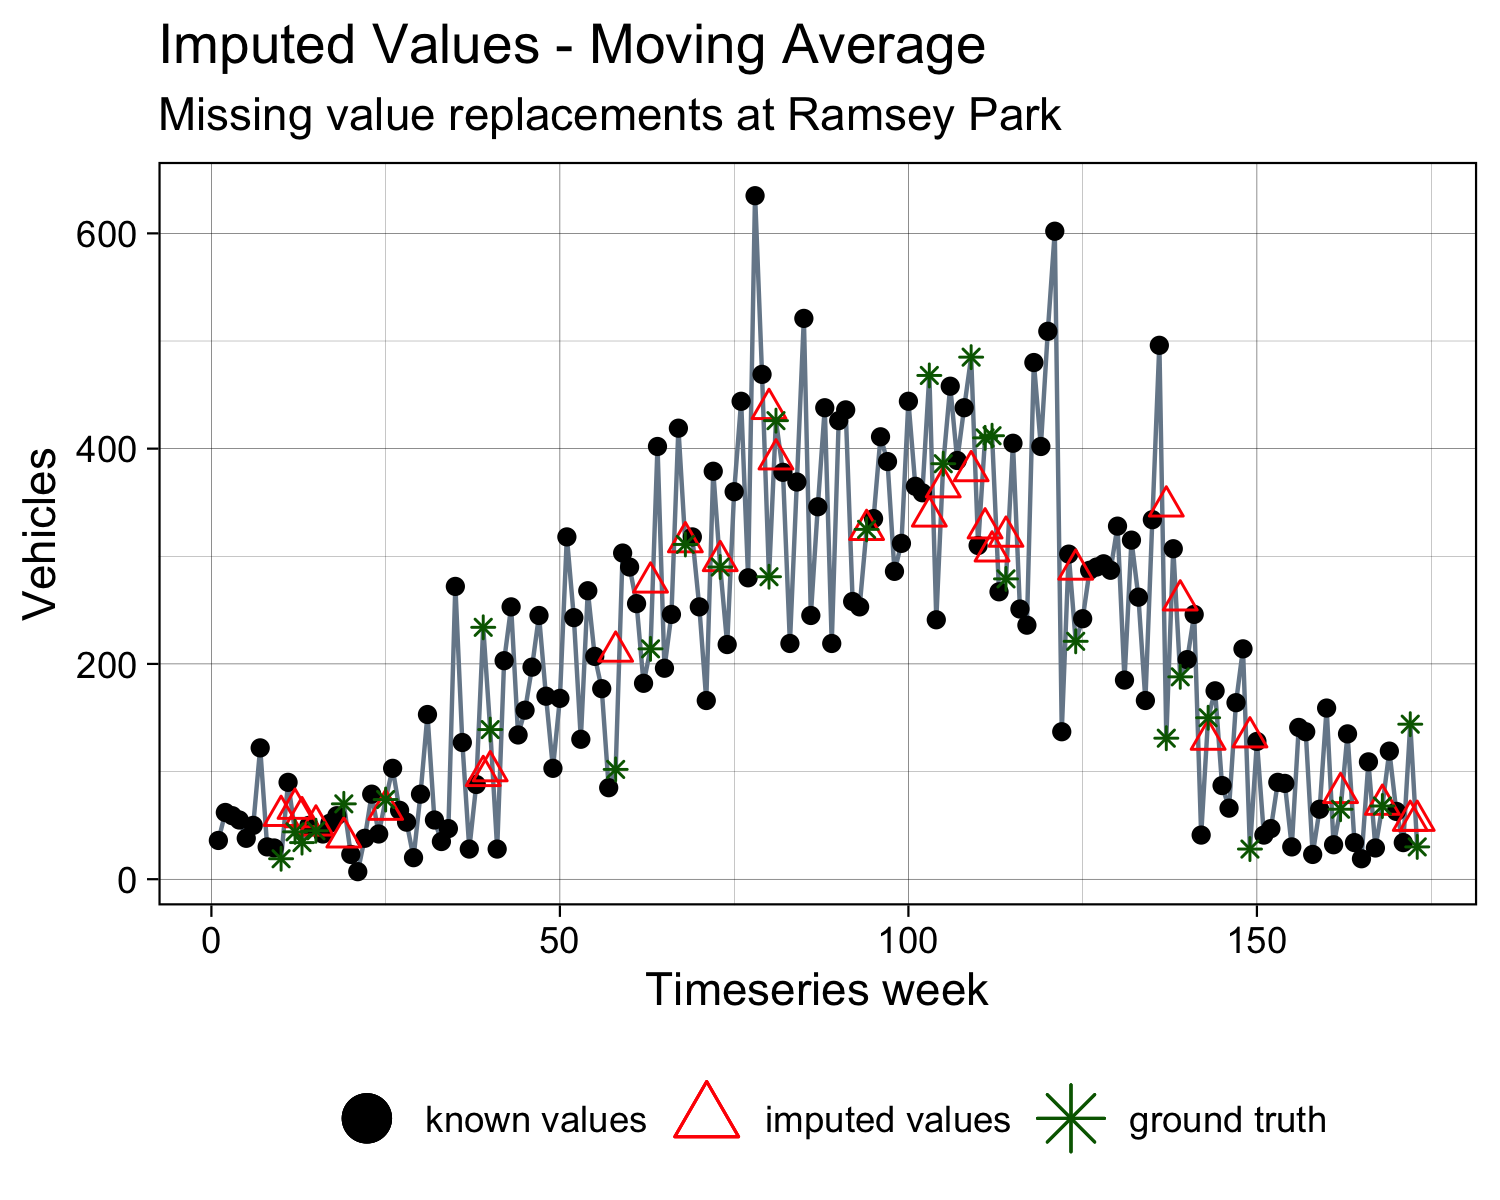 Imputed Values - Moving Average
Missing value replacements at Ramsey Park
600
400
200
0
Vehicles
0 50 100 150
Timeseries week
known values imputed values ground truth